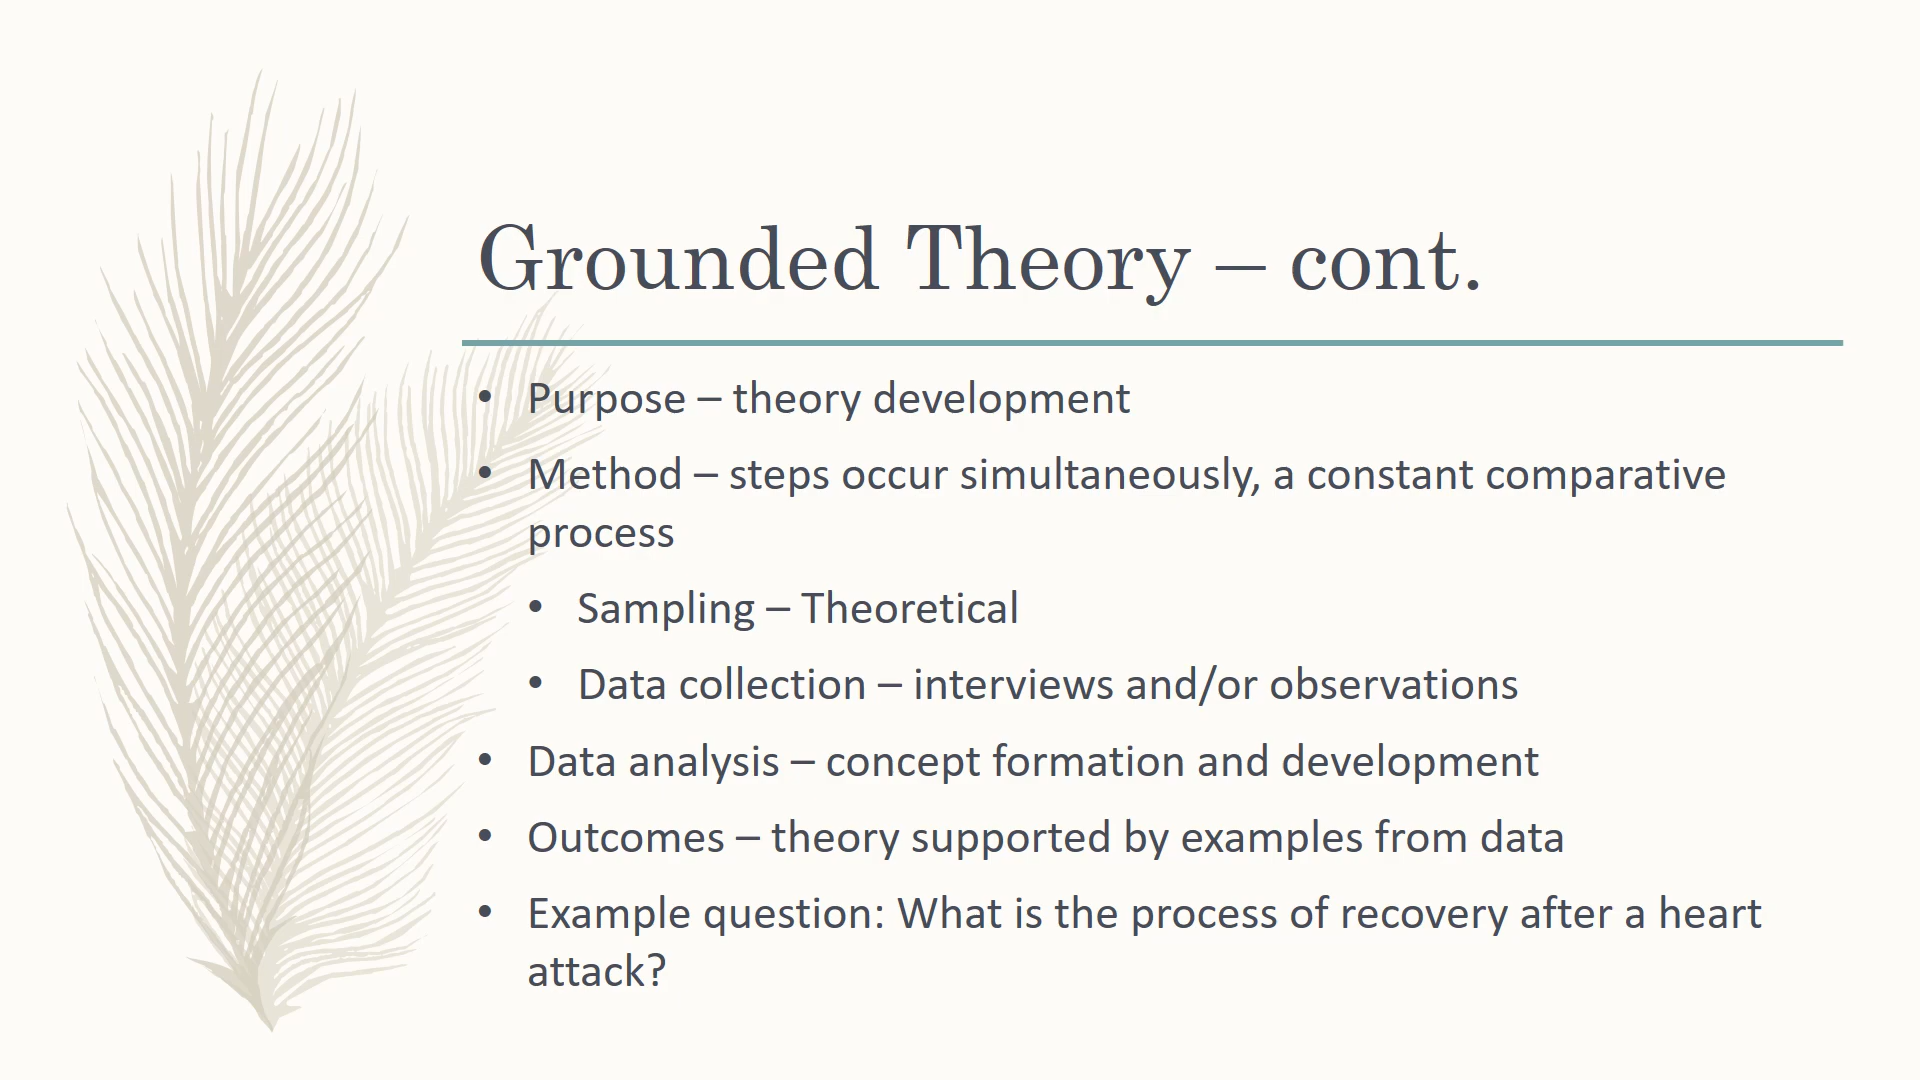 Grounded Theory – cont.
• Purpose – theory development
• Method – steps occur simultaneously, a constant comparative
process
• Sampling – Theoretical
• Data collection – interviews and/or observations
• Data analysis – concept formation and development
• Outcomes – theory supported by examples from data
• Example question: What is the process of recovery after a heart
attack?